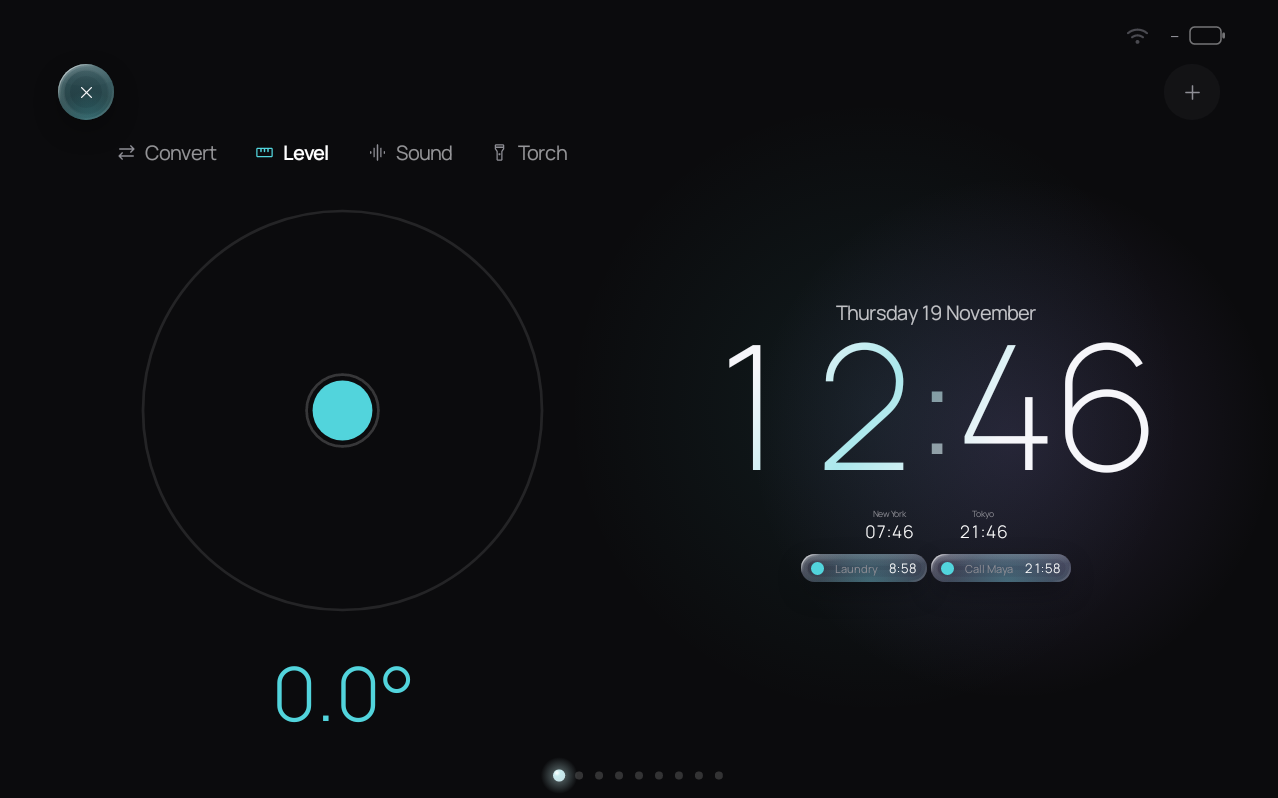 Convert Level Sound Torch
Thursday 19 November
12:46
New York Tokyo
07:46 21:46
Laundry 8:58 Call Maya 21:58
0.0°